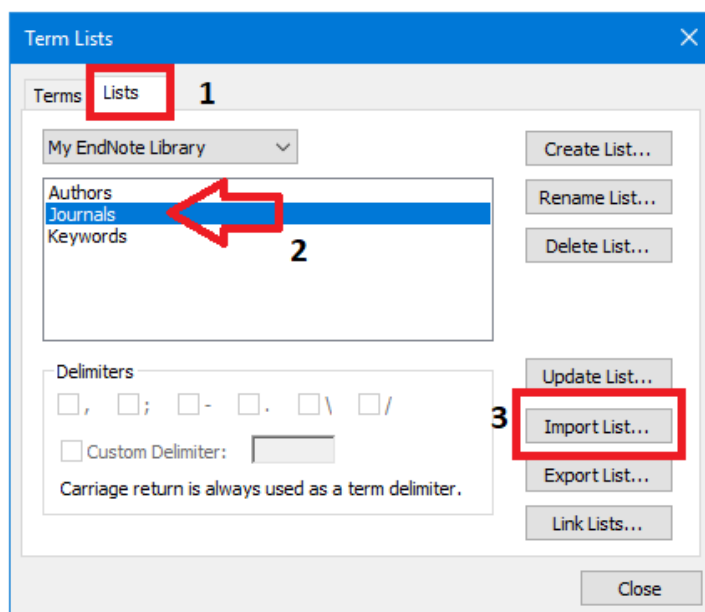 Term Lists
Terms
Lists
1
My EndNote Library
Create List...
Authors
Journals
Keywords
2
Rename List...
Delete List...
Delimiters
, ; - . \ /
Custom Delimiter:
Carriage return is always used as a term delimiter.
Update List...
3
Import List...
Export List...
Link Lists...
Close